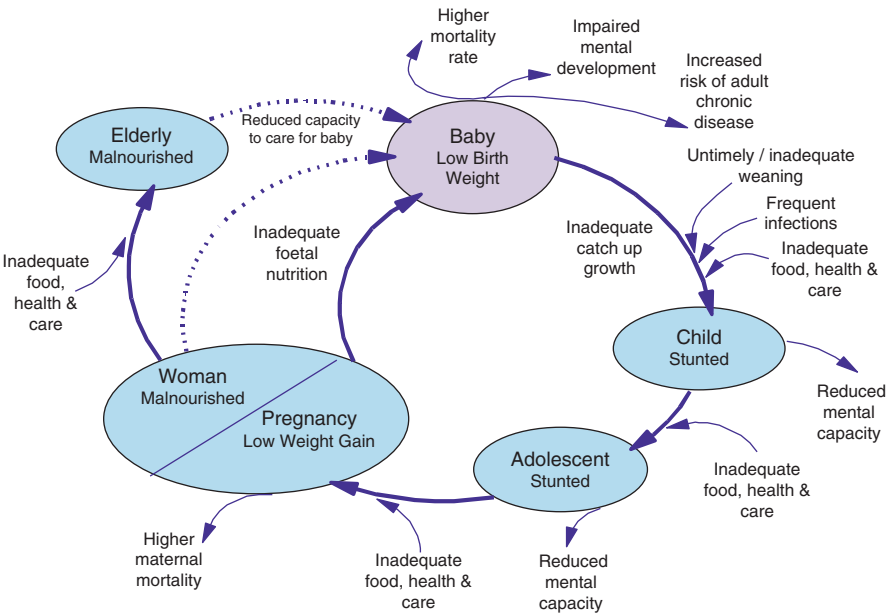 Higher
mortality
rate
Impaired
mental
development
Increased
risk of adult
chronic
disease
Elderly
Malnourished
Reduced capacity
to care for baby
Baby
Low Birth
Weight
Untimely / inadequate
weaning
Frequent
infections
Inadequate
food, health &
care
Inadequate
catch up
growth
Inadequate
foetal
nutrition
Inadequate
food,
health &
care
Child
Stunted
Reduced
mental
capacity
Woman
Malnourished
Pregnancy
Low Weight Gain
Adolescent
Stunted
Inadequate
food, health &
care
Higher
maternal
mortality
Inadequate
food, health &
care
Reduced
mental
capacity